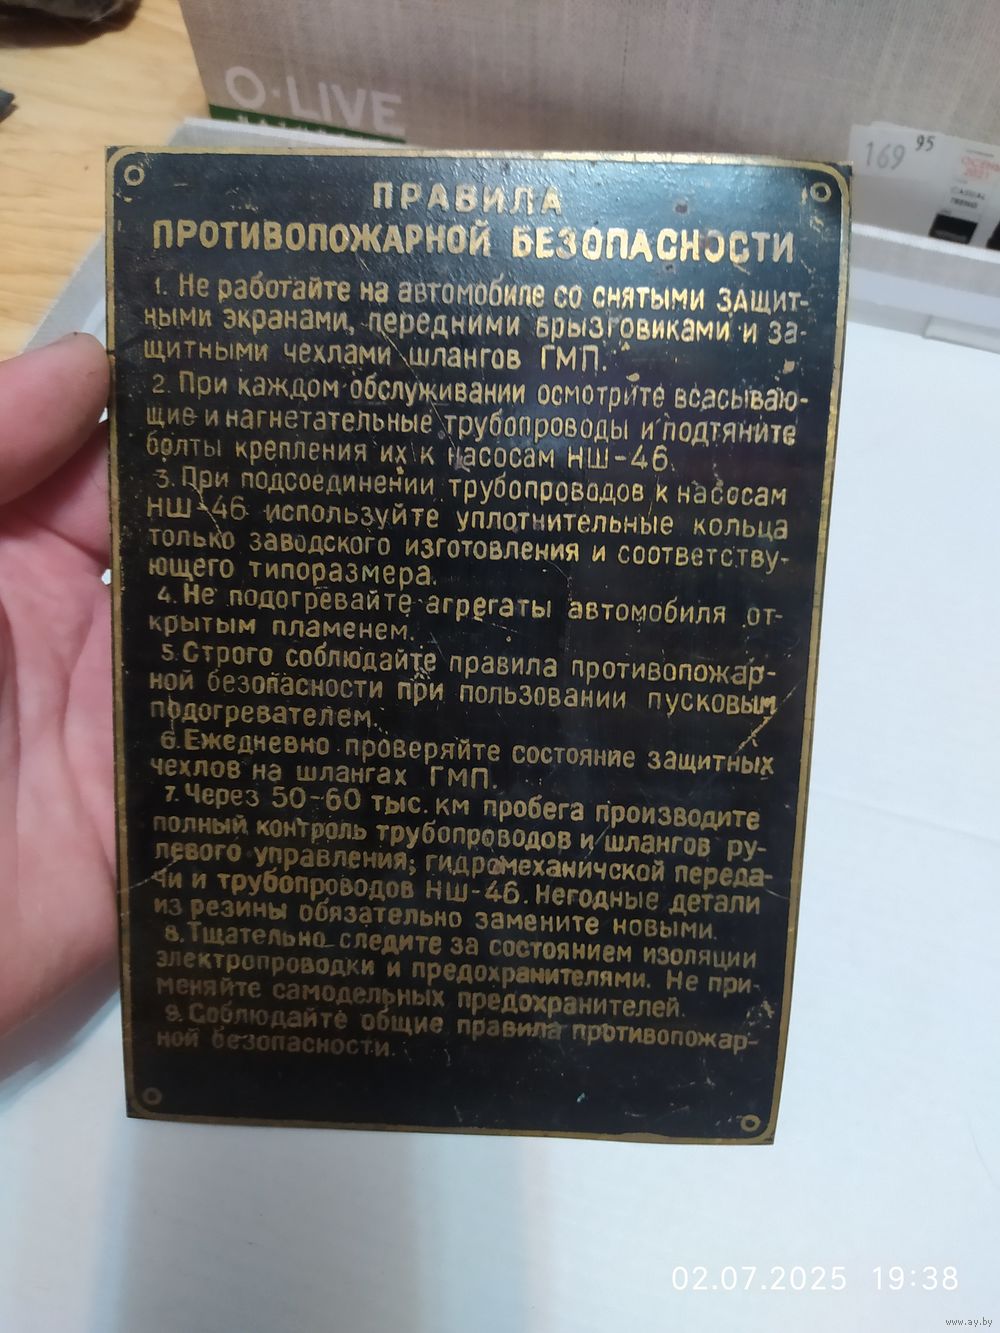 O·LIVE
169 95
CASUAL
TREND
ПРАВИЛА
ПРОТИВОПОЖАРНОЙ БЕЗОПАСНОСТИ
1. Не работайте на автомобиле со снятыми защит-
ными экранами, передними брызговиками и за-
щитными чехлами шлангов ГМП.
2. При каждом обслуживании осмотрите всасываю-
щие и нагнетательные трубопроводы и подтяните
болты крепления их к насосам НШ-46.
3. При подсоединении трубопроводов к насосам
НШ-46 используйте уплотнительные кольца
только заводского изготовления и соответству-
ющего типоразмера.
4. Не подогревайте агрегаты автомобиля от-
крытым пламенем.
5. Строго соблюдайте правила противопожар-
ной безопасности при пользовании пусковым
подогревателем.
6. Ежедневно проверяйте состояние защитных
чехлов на шлангах ГМП.
7. Через 50-60 тыс. км пробега производите
полный контроль трубопроводов и шлангов ру-
левого управления; гидромеханичской переда-
чи и трубопроводов НШ-46. Негодные детали
из резины обязательно замените новыми.
8. Тщательно следите за состоянием изоляции
электропроводки и предохранителями. Не при-
меняйте самодельных предохранителей.
9. Соблюдайте общие правила противопожар-
ной безопасности.
02.07.2025 19:38
www.ay.by